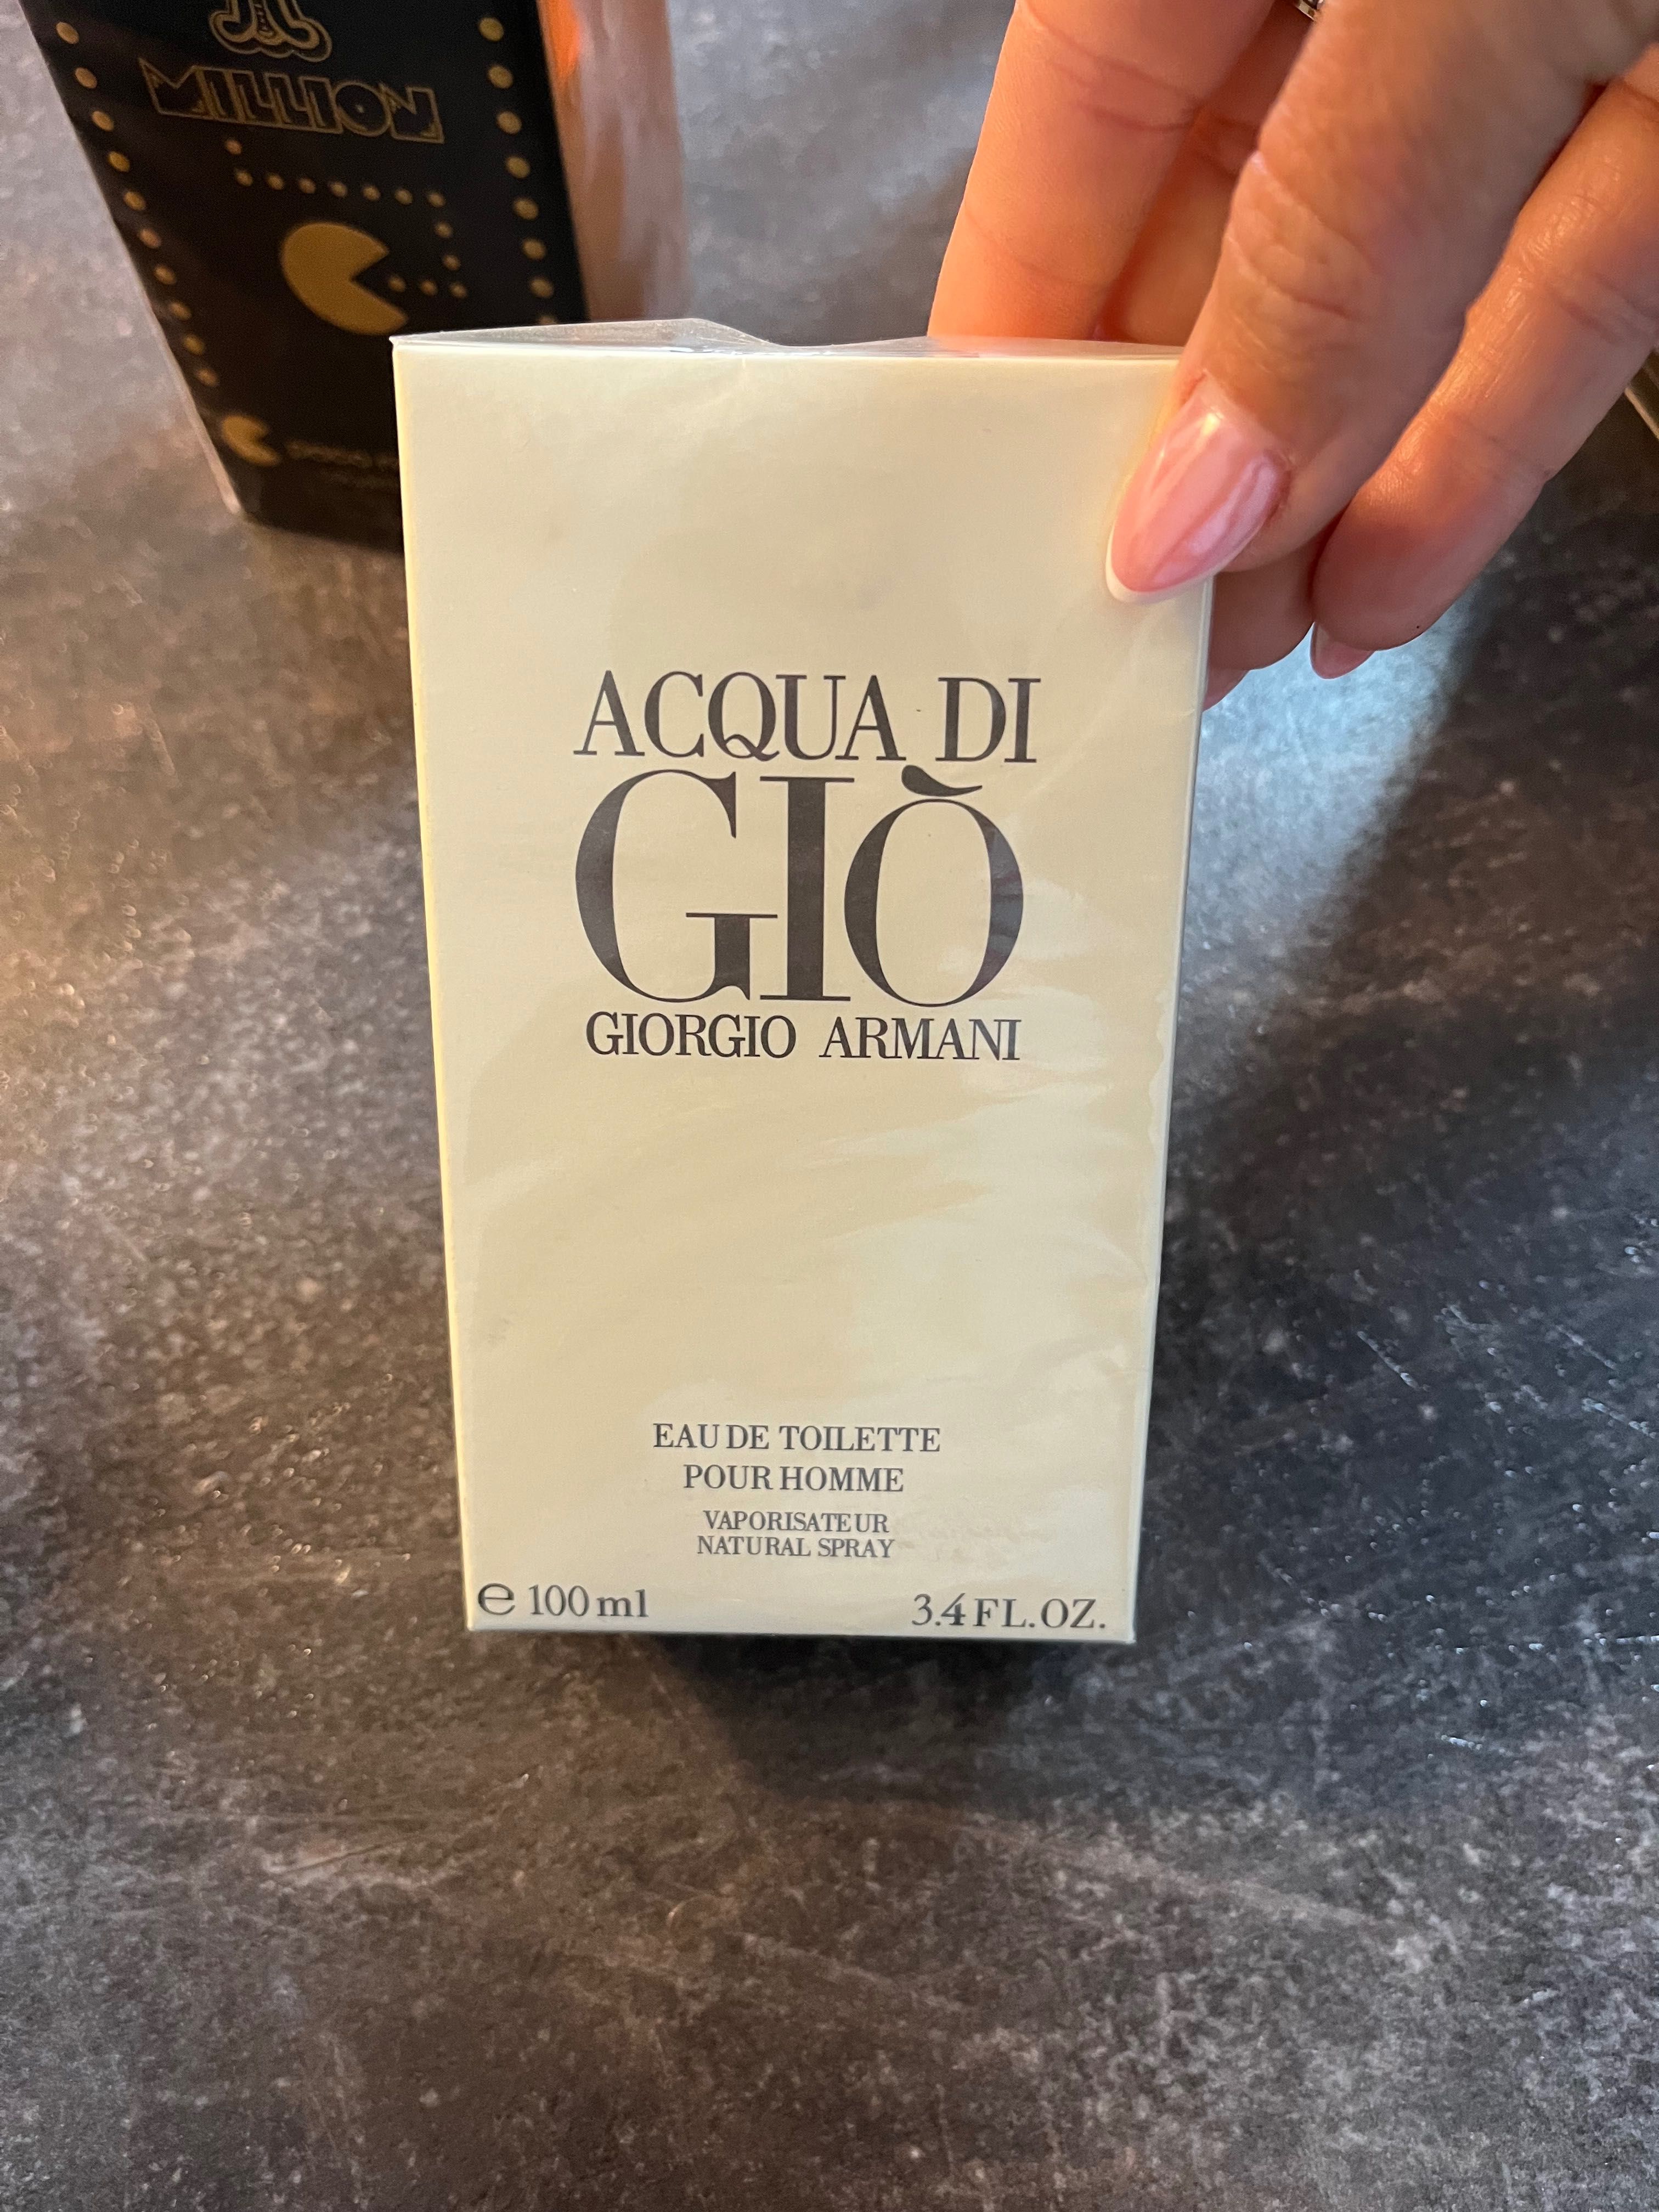 MILLION
ACQUA DI
GIÒ
GIORGIO ARMANI
EAU DE TOILETTE
POUR HOMME
VAPORISATEUR
NATURAL SPRAY
℮ 100 ml 3.4 FL. OZ.